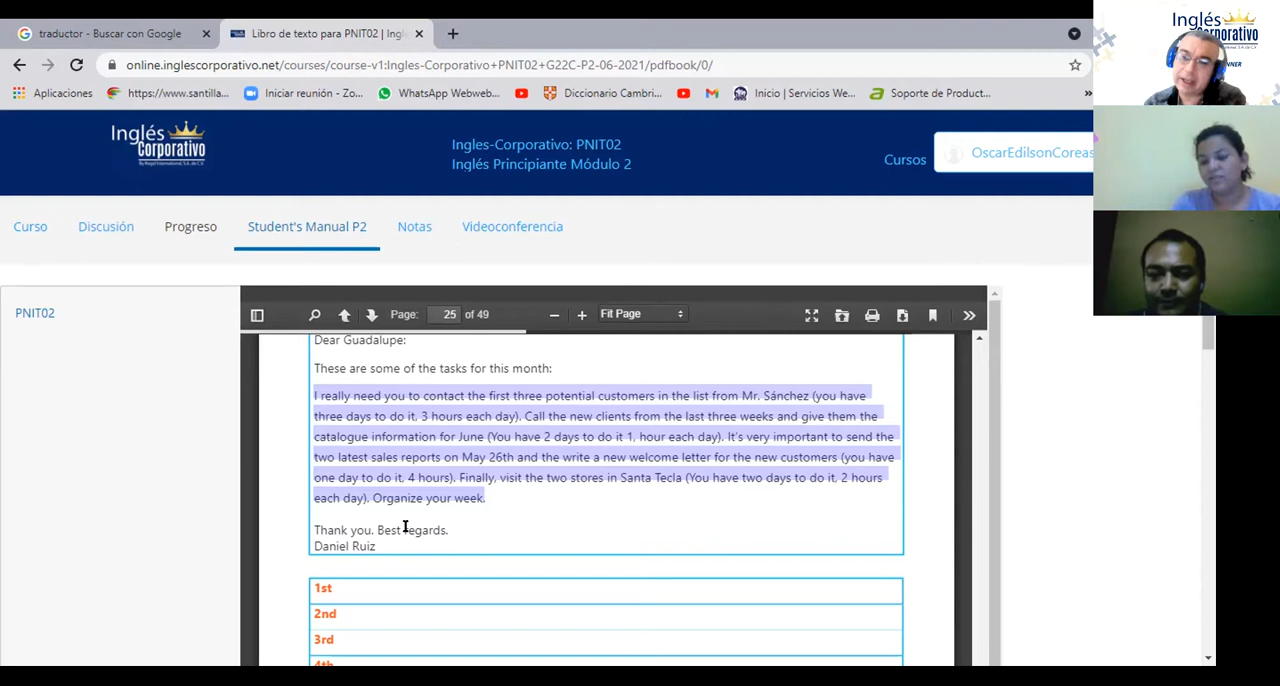 traductor - Buscar con Google
Libro de texto para PNIT02 | Ingl
online.inglescorporativo.net/courses/course-v1:Ingles-Corporativo+PNIT02+G22C-P2-06-2021/pdfbook/0/
Aplicaciones
https://www.santilla...
Iniciar reunión - Zo...
WhatsApp Webweb...
Diccionario Cambri...
Inicio | Servicios We...
Soporte de Product...
»
Inglés
Corporativo
Inglés
Corporativo
Ingles-Corporativo: PNIT02
Inglés Principiante Módulo 2
Cursos
OscarEdilsonCoreas
Curso
Discusión
Progreso
Student's Manual P2
Notas
Videoconferencia
PNIT02
Page: 25 of 49
Fit Page
Dear Guadalupe:
These are some of the tasks for this month:
I really need you to contact the first three potential customers in the list from Mr. Sánchez (you have
three days to do it, 3 hours each day). Call the new clients from the last three weeks and give them the
catalogue information for June (You have 2 days to do it 1, hour each day). It's very important to send the
two latest sales reports on May 26th and the write a new welcome letter for the new customers (you have
one day to do it, 4 hours). Finally, visit the two stores in Santa Tecla (You have two days to do it, 2 hours
each day). Organize your week.
Thank you. Best regards.
Daniel Ruiz
1st
2nd
3rd
4th